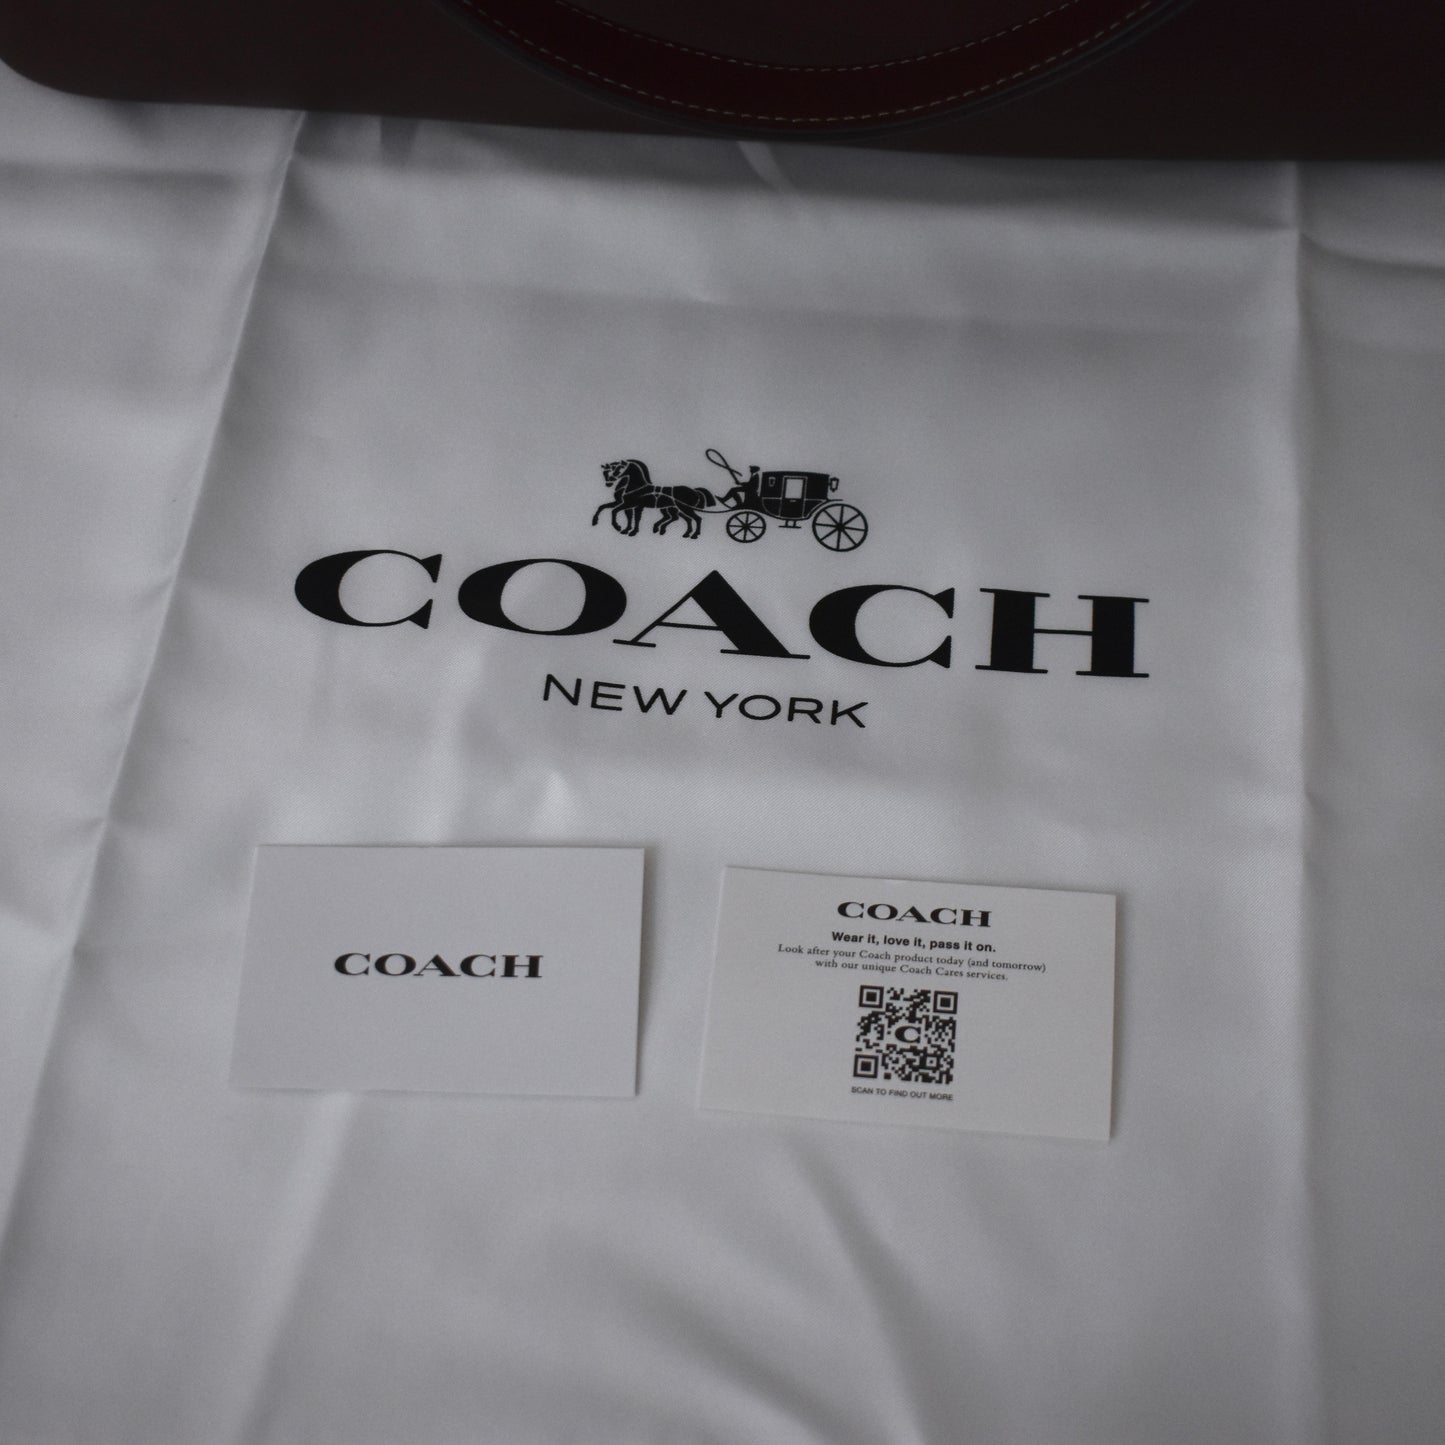 COACH
NEW YORK
COACH
COACH
Wear it, love it, pass it on.
Look after your Coach product today (and tomorrow)
with our unique Coach Cares services.
C
SCAN TO FIND OUT MORE